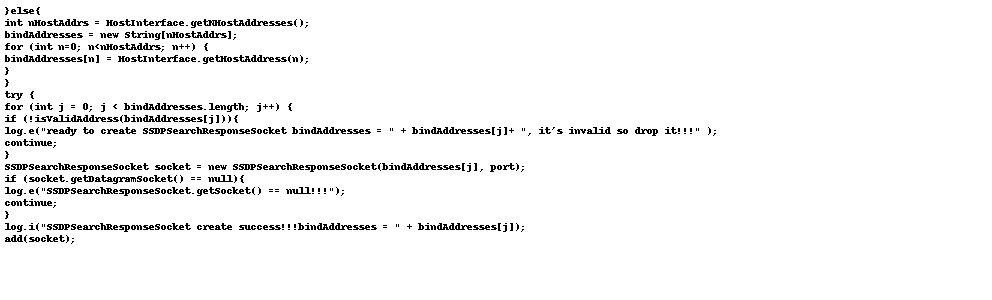 }else{
int nHostAddrs = HostInterface.getNHostAddresses();
bindAddresses = new String[nHostAddrs];
for (int n=0; n<nHostAddrs; n++) {
bindAddresses[n] = HostInterface.getHostAddress(n);
}
}
try {
for (int j = 0; j < bindAddresses.length; j++) {
if (!isValidAddress(bindAddresses[j])){
log.e("ready to create SSDPSearchResponseSocket bindAddresses = " + bindAddresses[j]+ ", it's invalid so drop it!!!" );
continue;
}
SSDPSearchResponseSocket socket = new SSDPSearchResponseSocket(bindAddresses[j], port);
if (socket.getDatagramSocket() == null){
log.e("SSDPSearchResponseSocket.getSocket() == null!!!");
continue;
}
log.i("SSDPSearchResponseSocket create success!!!bindAddresses = " + bindAddresses[j]);
add(socket);